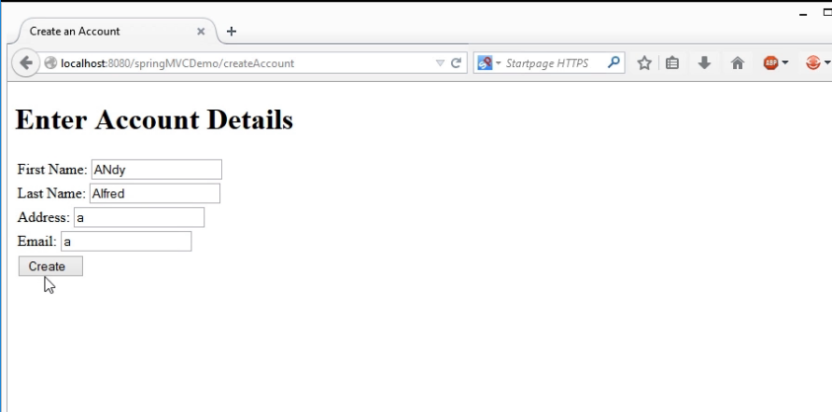 Create an Account
localhost:8080/springMVCDemo/createAccount
Startpage HTTPS
Enter Account Details
First Name: ANdy
Last Name: Alfred
Address: a
Email: a
Create